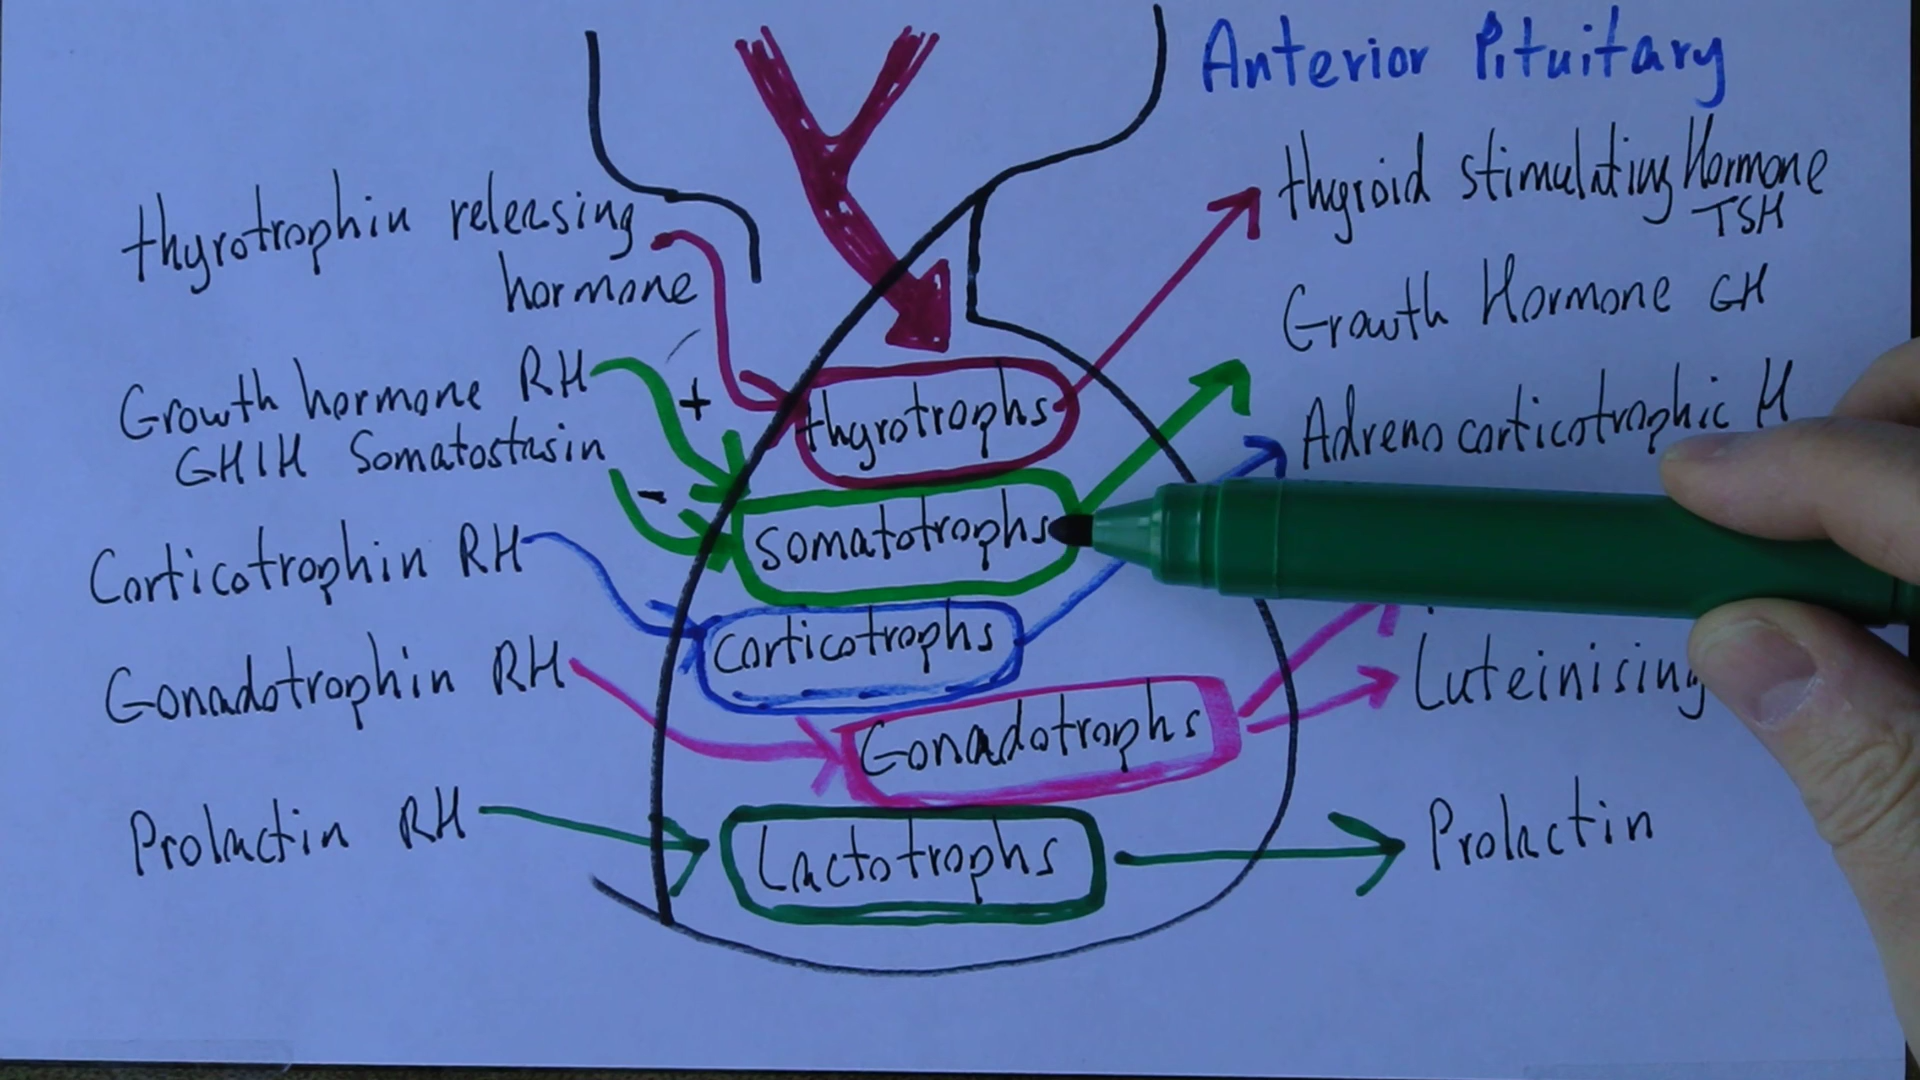 Anterior Pituitary
thyrotrophin releasing
hormone
Growth hormone RH
GHIH Somatostasin
Corticotrophin RH
Gonadotrophin RH
Prolactin RH
+
-
thyrotrophs
Somatotrophs
Corticotrophs
Gonadotrophs
Lactotrophs
thyroid stimulating Hormone
TSH
Growth Hormone GH
Adreno corticotrophic H
Luteinising
Prolactin